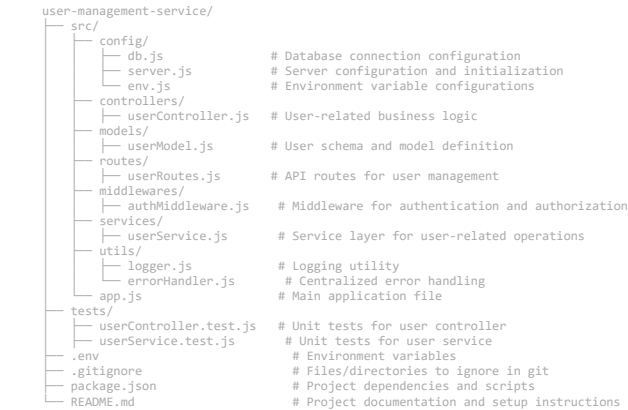 user-management-service/
├── src/
│   ├── config/
│   │   ├── db.js                # Database connection configuration
│   │   ├── server.js            # Server configuration and initialization
│   │   └── env.js               # Environment variable configurations
│   ├── controllers/
│   │   ├── userController.js   # User-related business logic
│   ├── models/
│   │   ├── userModel.js        # User schema and model definition
│   ├── routes/
│   │   ├── userRoutes.js       # API routes for user management
│   ├── middlewares/
│   │   ├── authMiddleware.js    # Middleware for authentication and authorization
│   ├── services/
│   │   ├── userService.js       # Service layer for user-related operations
│   ├── utils/
│   │   ├── logger.js            # Logging utility
│   │   └── errorHandler.js       # Centralized error handling
│   └── app.js                   # Main application file
├── tests/
│   ├── userController.test.js   # Unit tests for user controller
│   ├── userService.test.js       # Unit tests for user service
├── .env                           # Environment variables
├── .gitignore                     # Files/directories to ignore in git
├── package.json                   # Project dependencies and scripts
└── README.md                      # Project documentation and setup instructions